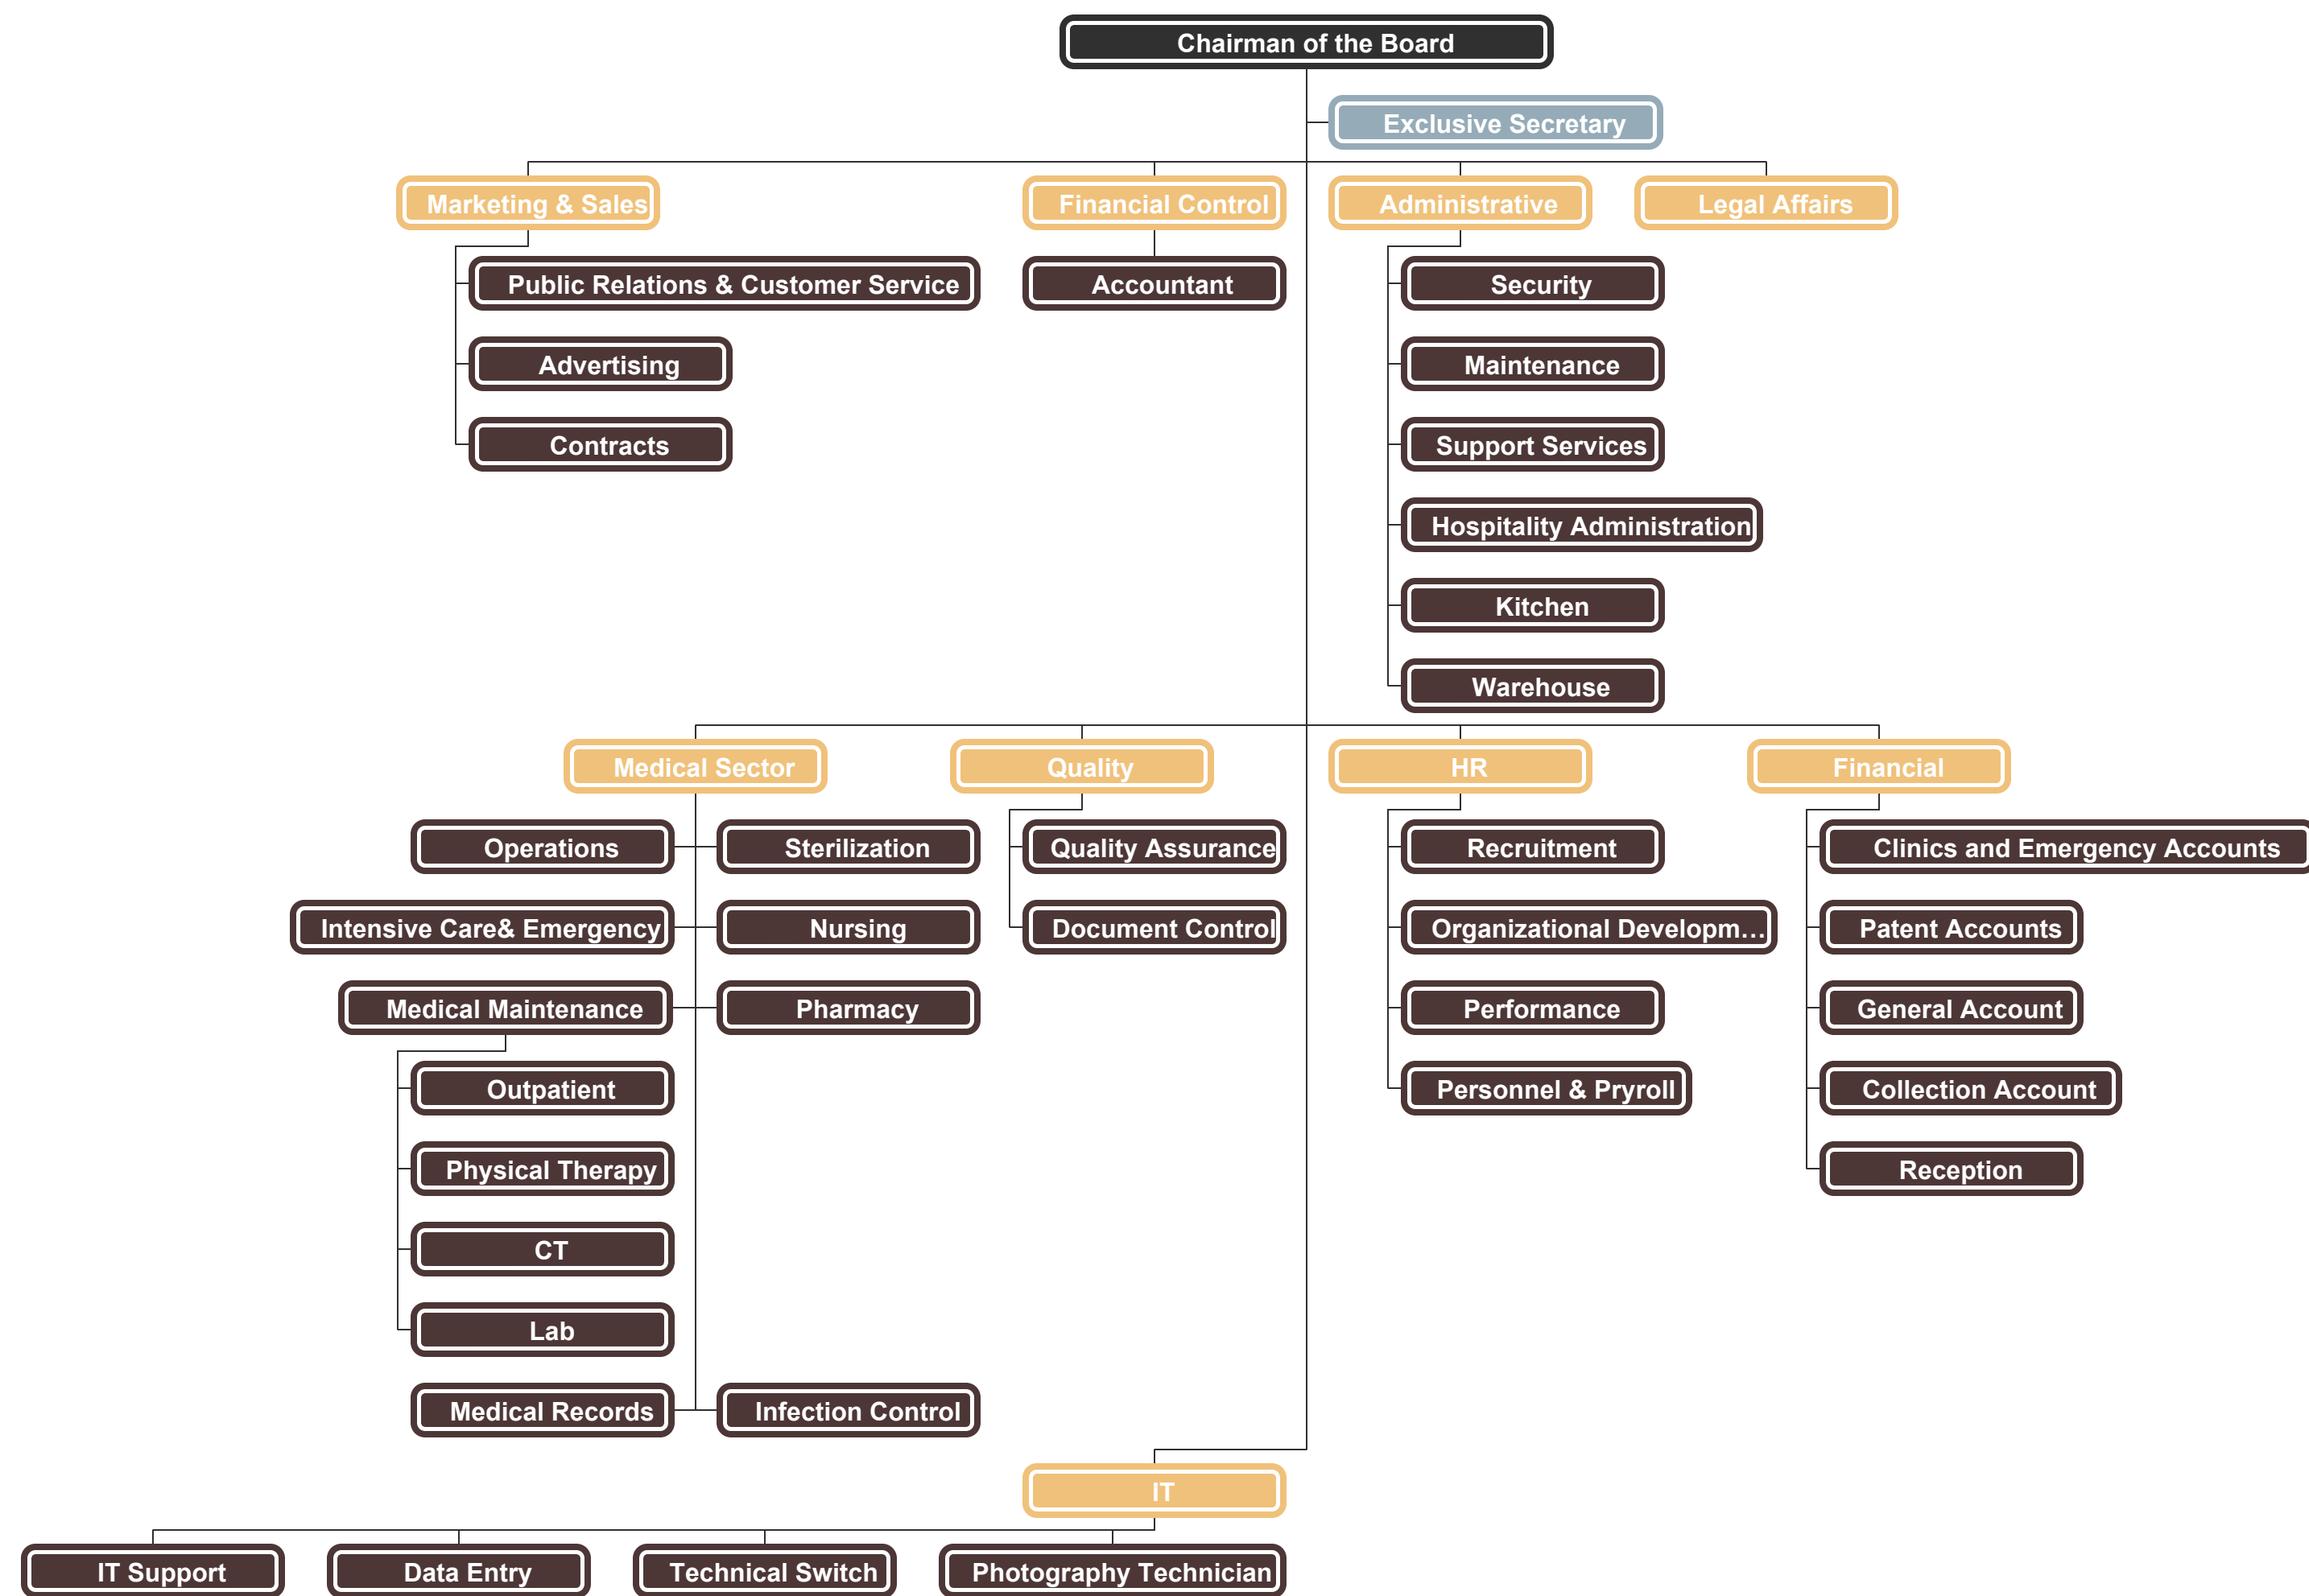 Chairman of the Board
Exclusive Secretary
Marketing & Sales
Financial Control
Administrative
Legal Affairs
Public Relations & Customer Service
Accountant
Security
Advertising
Maintenance
Contracts
Support Services
Hospitality Administration
Kitchen
Warehouse
Medical Sector
Quality
HR
Financial
Operations
Sterilization
Quality Assurance
Recruitment
Clinics and Emergency Accounts
Intensive Care& Emergency
Nursing
Document Control
Organizational Developm...
Patent Accounts
Medical Maintenance
Pharmacy
Performance
General Account
Outpatient
Personnel & Pryroll
Collection Account
Physical Therapy
Reception
CT
Lab
Medical Records
Infection Control
IT
IT Support
Data Entry
Technical Switch
Photography Technician